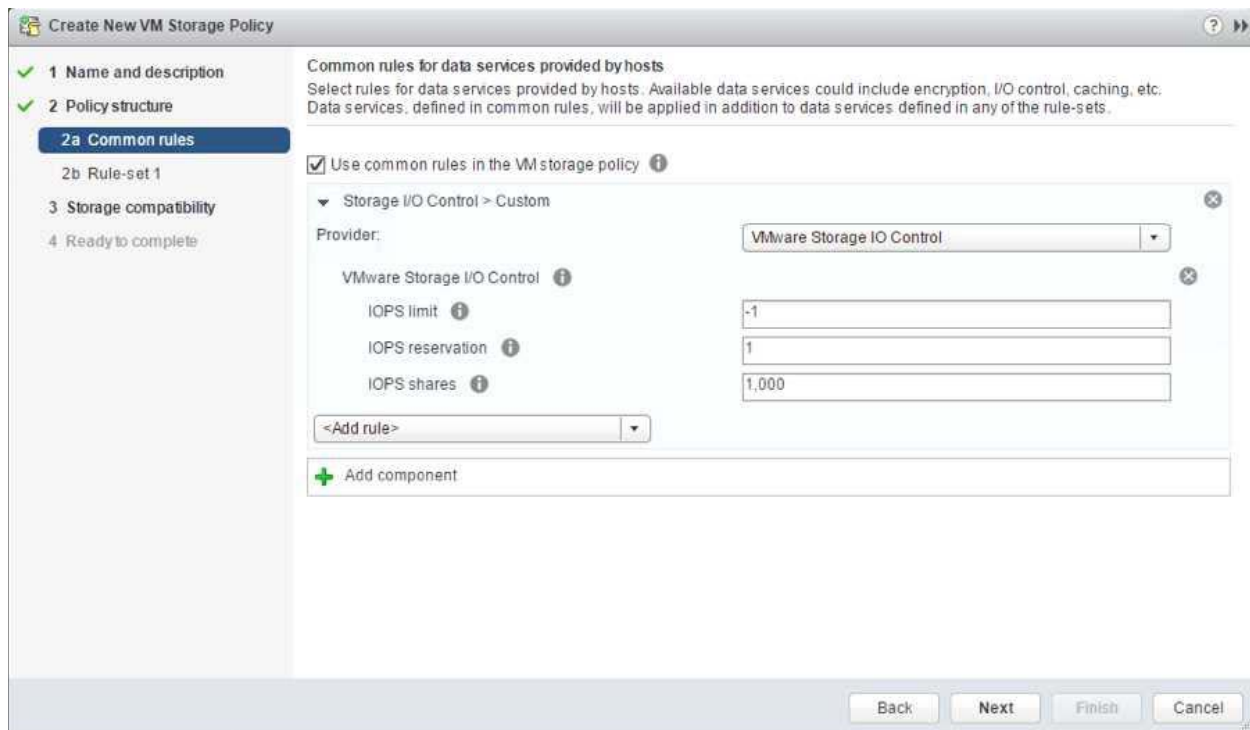 Create New VM Storage Policy
1 Name and description
2 Policy structure
2a Common rules
2b Rule-set 1
3 Storage compatibility
4 Ready to complete
Common rules for data services provided by hosts
Select rules for data services provided by hosts. Available data services could include encryption, I/O control, caching, etc.
Data services, defined in common rules, will be applied in addition to data services defined in any of the rule-sets.
Use common rules in the VM storage policy
Storage I/O Control > Custom
Provider: VMware Storage IO Control
VMware Storage I/O Control
IOPS limit -1
IOPS reservation 1
IOPS shares 1,000
<Add rule>
Add component
Back Next Finish Cancel